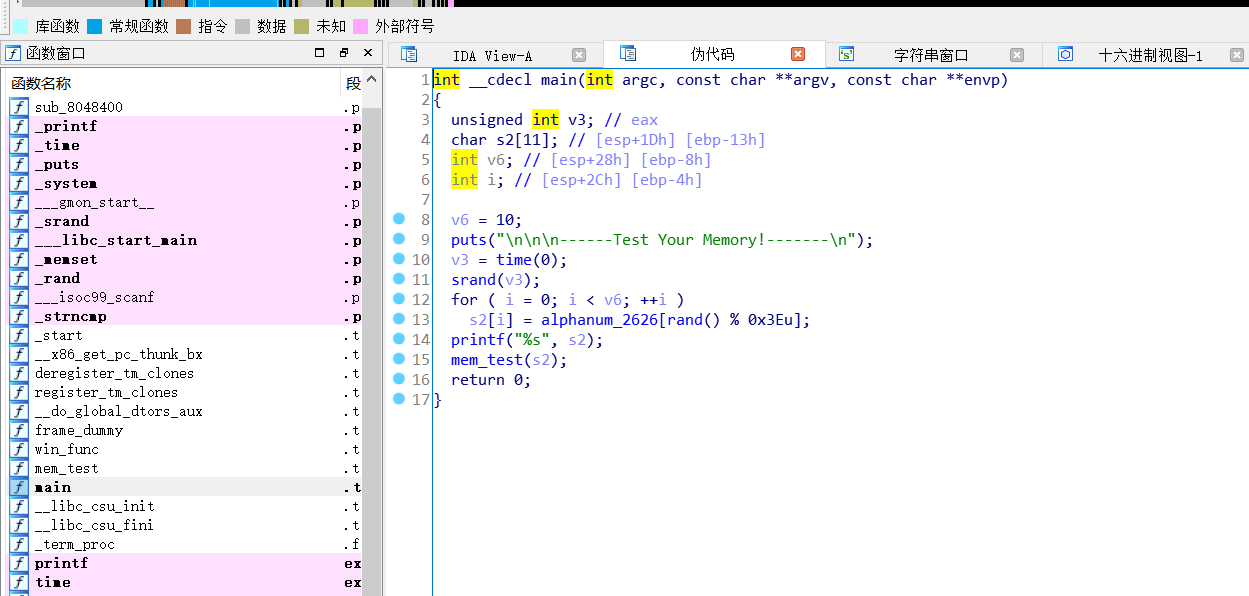 库函数 常规函数 指令 数据 未知 外部符号
函数窗口
IDA View-A
伪代码
字符串窗口
十六进制视图-1
函数名称 段
f sub_8048400 .p
f _printf .p
f _time .p
f _puts .p
f _system .p
f ___gmon_start__ .p
f _srand .p
f ___libc_start_main .p
f _memset .p
f _rand .p
f ___isoc99_scanf .p
f _strncmp .p
f _start .t
f __x86_get_pc_thunk_bx .t
f deregister_tm_clones .t
f register_tm_clones .t
f __do_global_dtors_aux .t
f frame_dummy .t
f win_func .t
f mem_test .t
f main .t
f __libc_csu_init .t
f __libc_csu_fini .t
f _term_proc .f
f printf ex
f time ex
1 int __cdecl main(int argc, const char **argv, const char **envp)
2 {
3 unsigned int v3; // eax
4 char s2[11]; // [esp+1Dh] [ebp-13h]
5 int v6; // [esp+28h] [ebp-8h]
6 int i; // [esp+2Ch] [ebp-4h]
7
8 v6 = 10;
9 puts("\n\n\n------Test Your Memory!-------\n");
10 v3 = time(0);
11 srand(v3);
12 for ( i = 0; i < v6; ++i )
13 s2[i] = alphanum_2626[rand() % 0x3Eu];
14 printf("%s", s2);
15 mem_test(s2);
16 return 0;
17 }